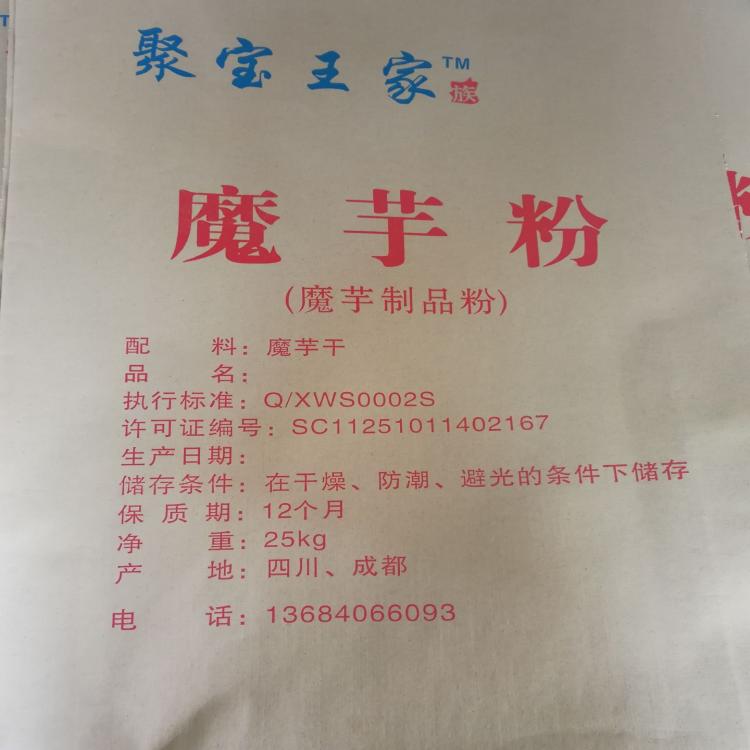 聚宝王家™族
魔芋粉
(魔芋制品粉)
配料：魔芋干
品名：
执行标准：Q/XWS0002S
许可证编号：SC11251011402167
生产日期：
储存条件：在干燥、防潮、避光的条件下储存
保质期：12个月
净重：25kg
产地：四川、成都
电话：13684066093